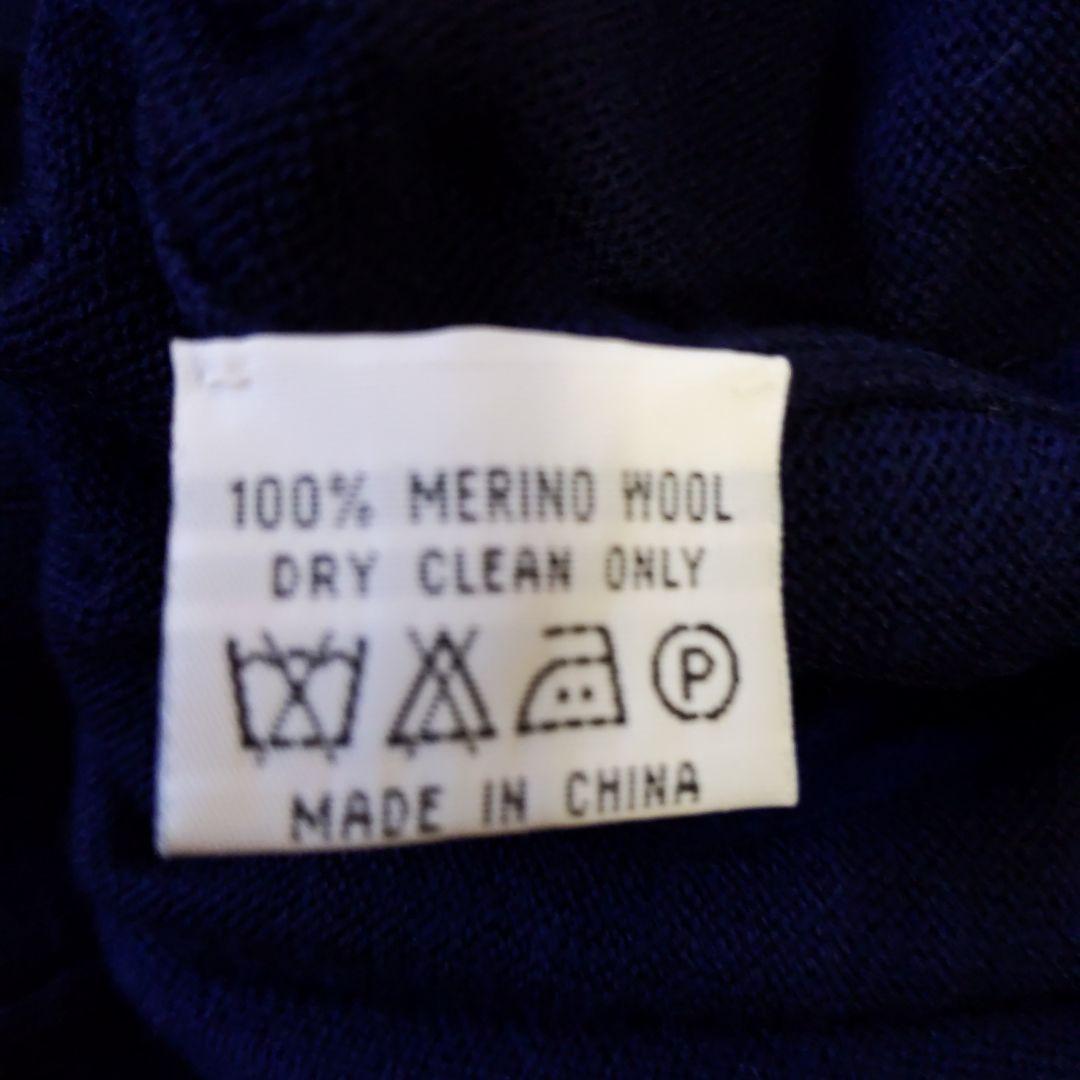 100% MERINO WOOL
DRY CLEAN ONLY
P
MADE IN CHINA